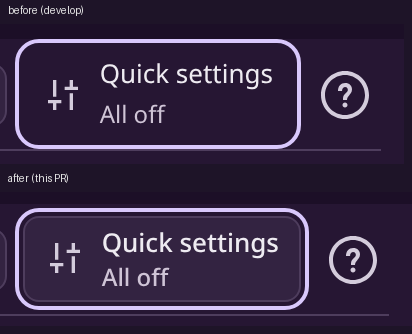 before (develop)
Quick settings
All off
?
after (this PR)
Quick settings
All off
?